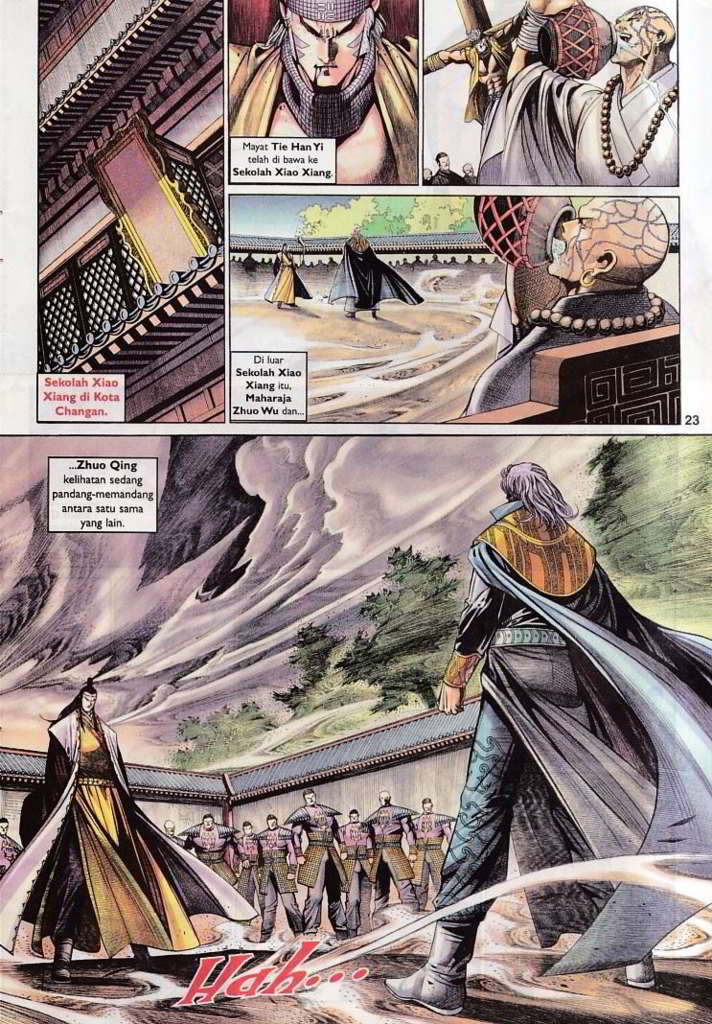 Mayat Tie Han Yi
telah di bawa ke
Sekolah Xiao Xiang.
Sekolah Xiao
Xiang di Kota
Changan.
Di luar
Sekolah Xiao
Xiang itu,
Maharaja
Zhuo Wu dan...
23
...Zhuo Qing
kelihatan sedang
pandang-memandang
antara satu sama
yang lain.
Hah...